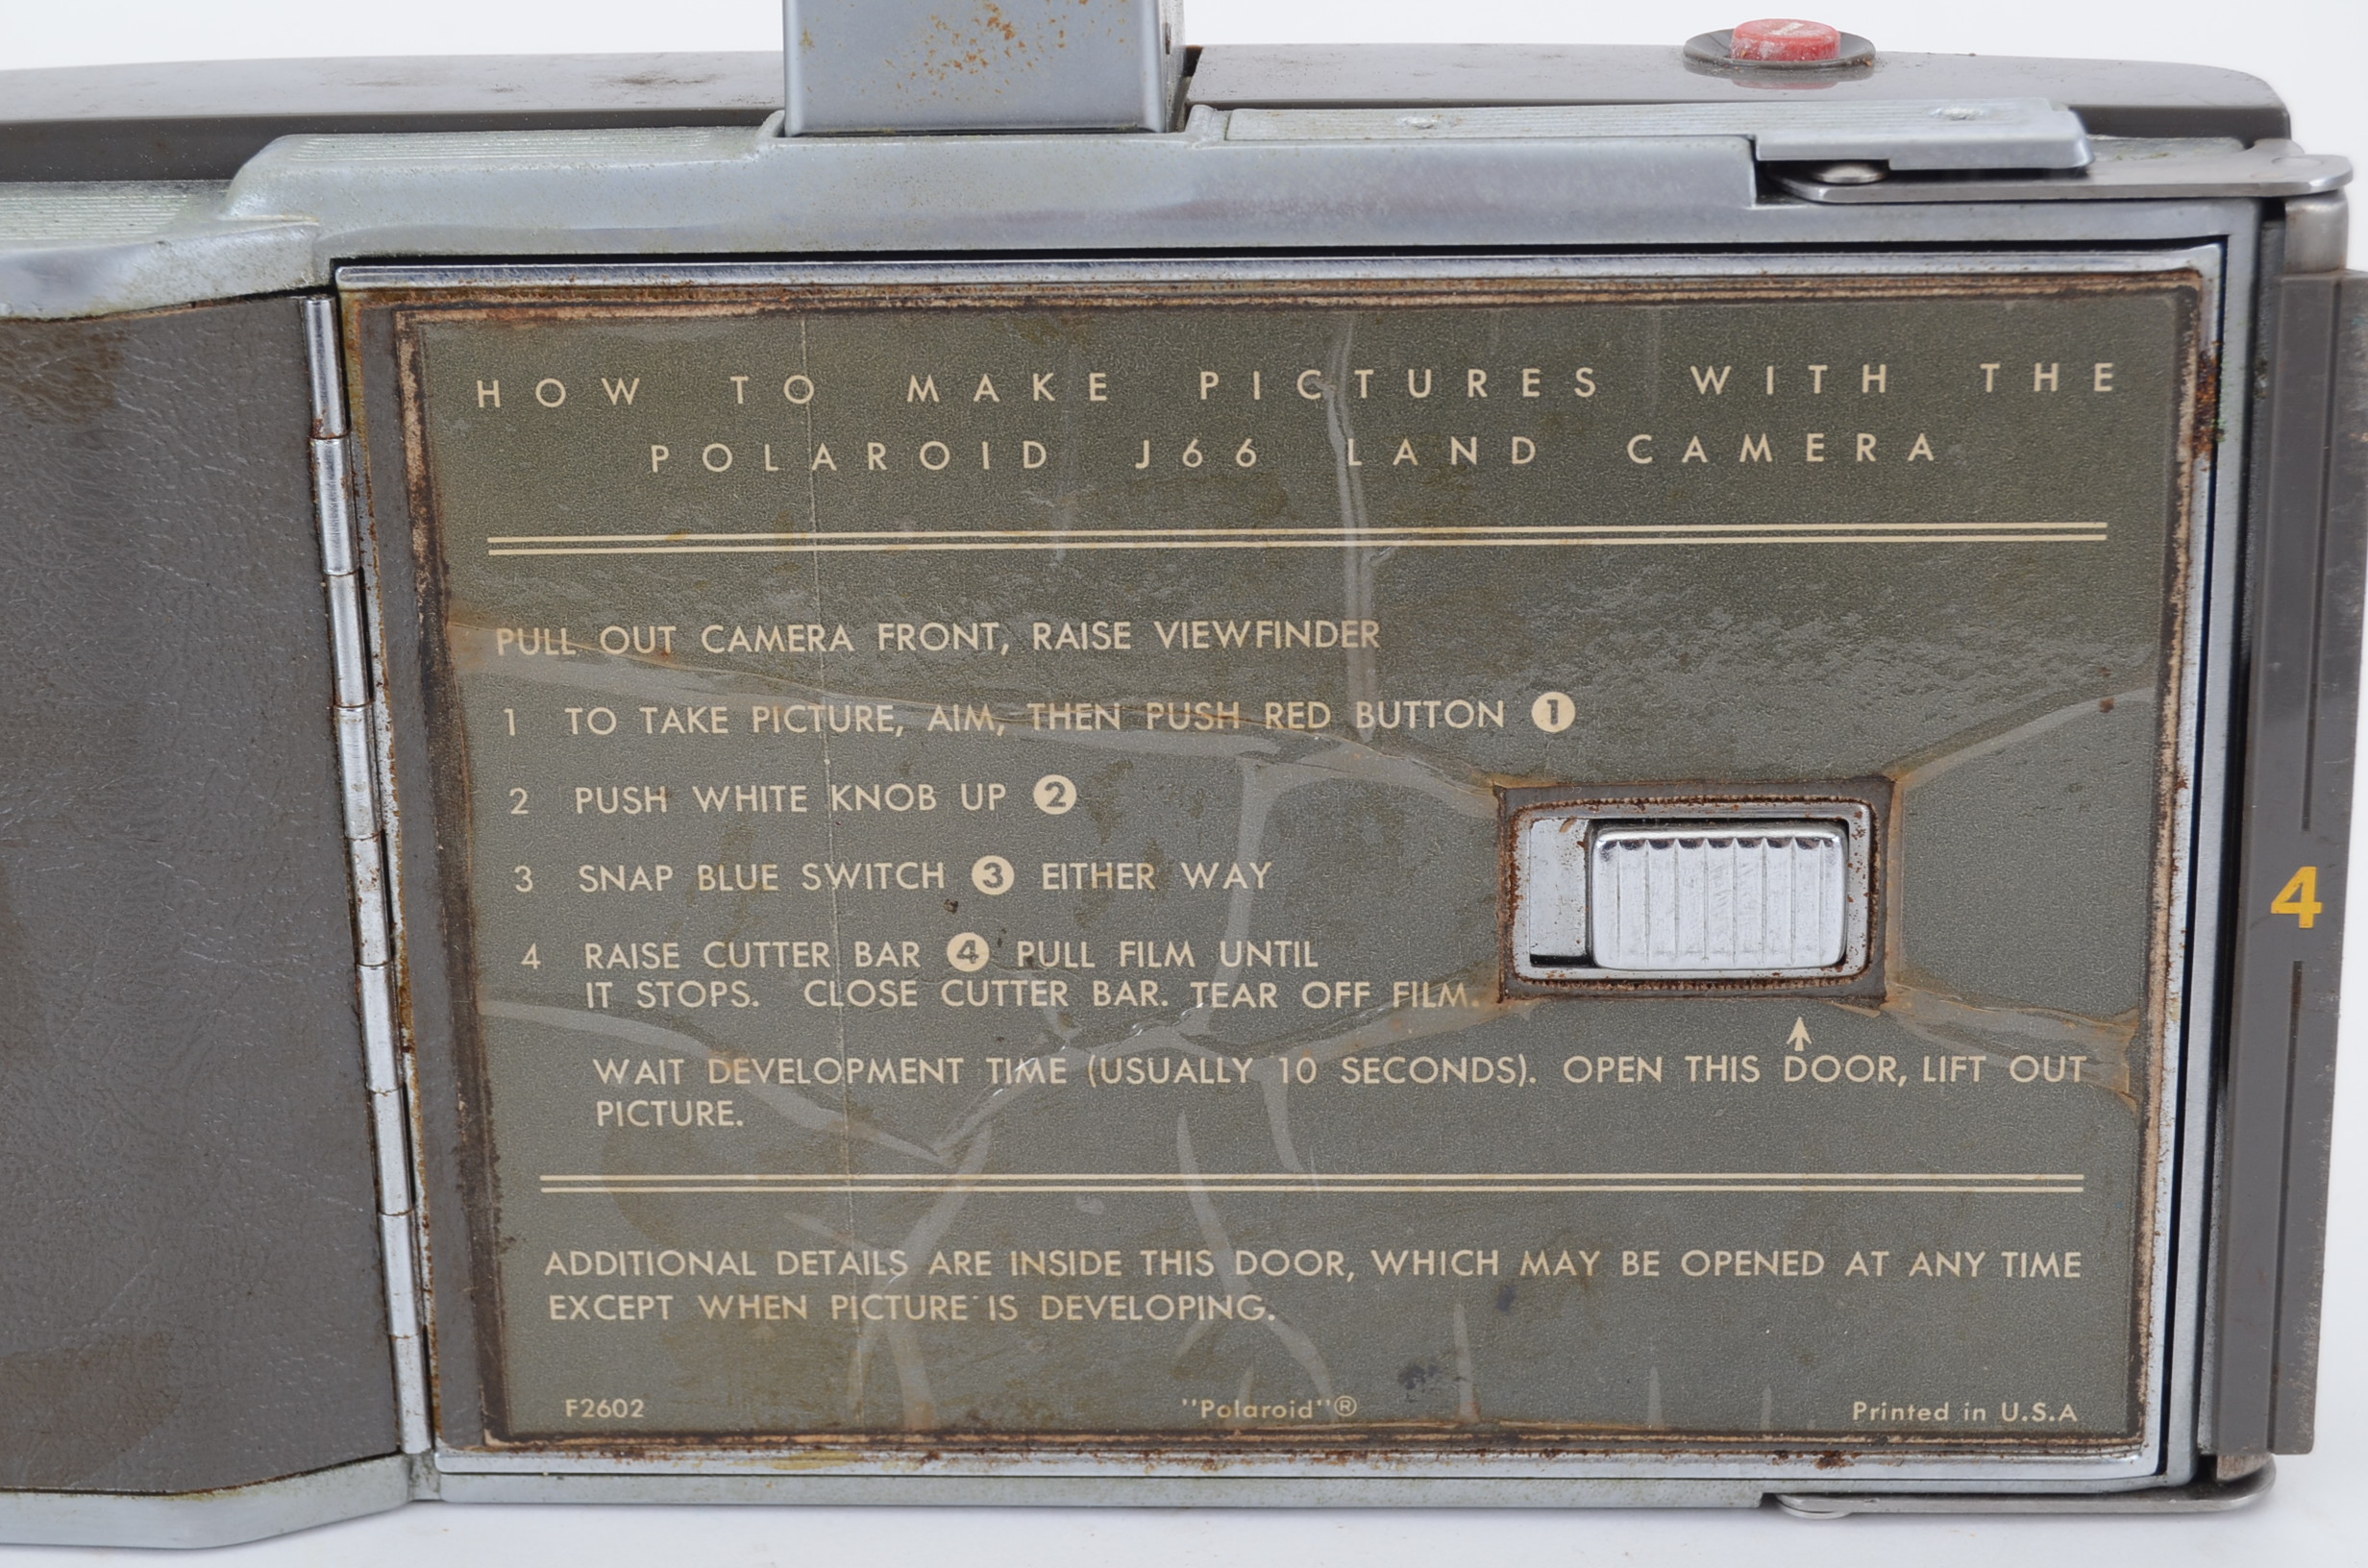 HOW TO MAKE PICTURES WITH THE
POLAROID J66 LAND CAMERA
PULL OUT CAMERA FRONT, RAISE VIEWFINDER
1 TO TAKE PICTURE, AIM, THEN PUSH RED BUTTON 1
2 PUSH WHITE KNOB UP 2
3 SNAP BLUE SWITCH 3 EITHER WAY
4 RAISE CUTTER BAR 4 PULL FILM UNTIL
IT STOPS. CLOSE CUTTER BAR. TEAR OFF FILM.
WAIT DEVELOPMENT TIME (USUALLY 10 SECONDS). OPEN THIS DOOR, LIFT OUT
PICTURE.
ADDITIONAL DETAILS ARE INSIDE THIS DOOR, WHICH MAY BE OPENED AT ANY TIME
EXCEPT WHEN PICTURE IS DEVELOPING.
F2602 "Polaroid"® Printed in U.S.A
4